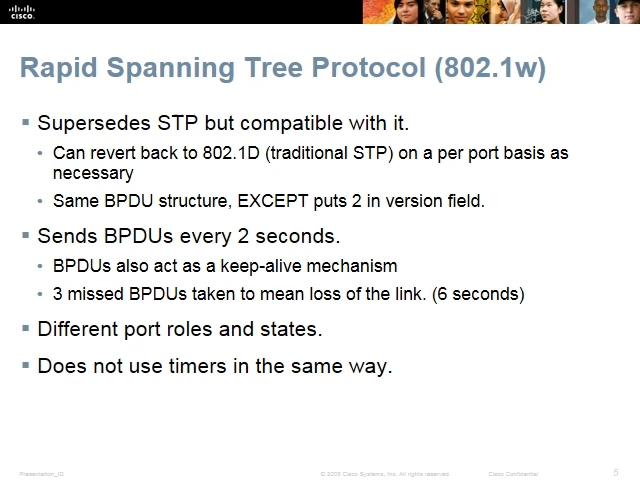 CISCO.
Rapid Spanning Tree Protocol (802.1w)
▪ Supersedes STP but compatible with it.
• Can revert back to 802.1D (traditional STP) on a per port basis as
necessary
• Same BPDU structure, EXCEPT puts 2 in version field.
▪ Sends BPDUs every 2 seconds.
• BPDUs also act as a keep-alive mechanism
• 3 missed BPDUs taken to mean loss of the link. (6 seconds)
▪ Different port roles and states.
▪ Does not use timers in the same way.
Presentation_ID © 2009 Cisco Systems, Inc. All rights reserved. Cisco Confidential 5